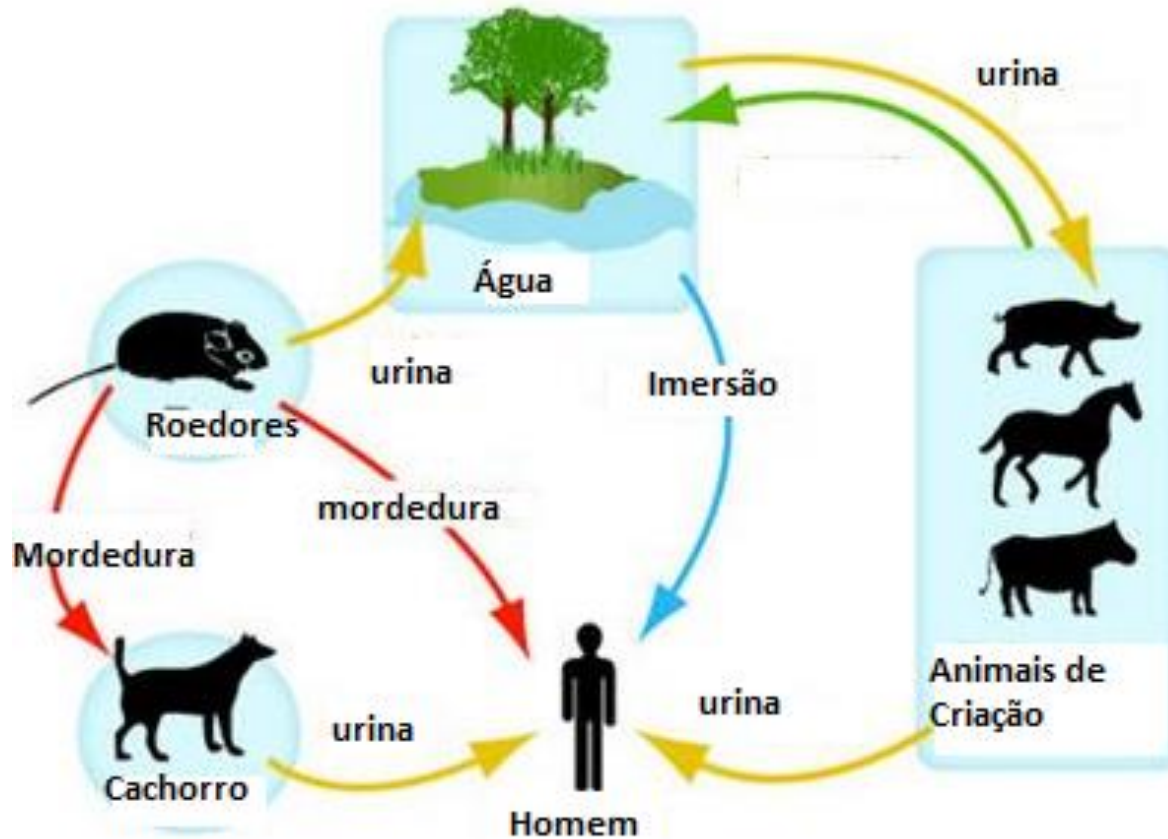 urina
Água
urina
Imersão
Roedores
mordedura
Mordedura
Animais de
Criação
urina
urina
Cachorro
Homem